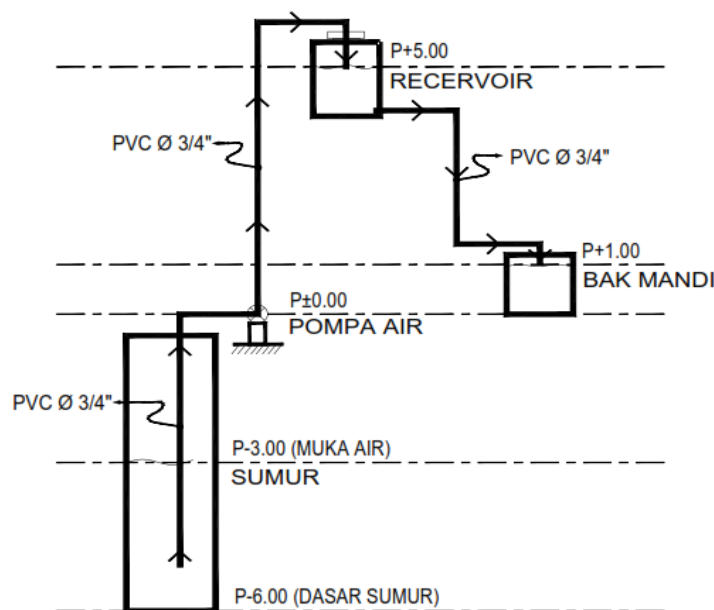 P+5.00
RECERVOIR
PVC Ø 3/4"
PVC Ø 3/4"
P+1.00
BAK MANDI
P±0.00
POMPA AIR
PVC Ø 3/4"
P-3.00 (MUKA AIR)
SUMUR
P-6.00 (DASAR SUMUR)